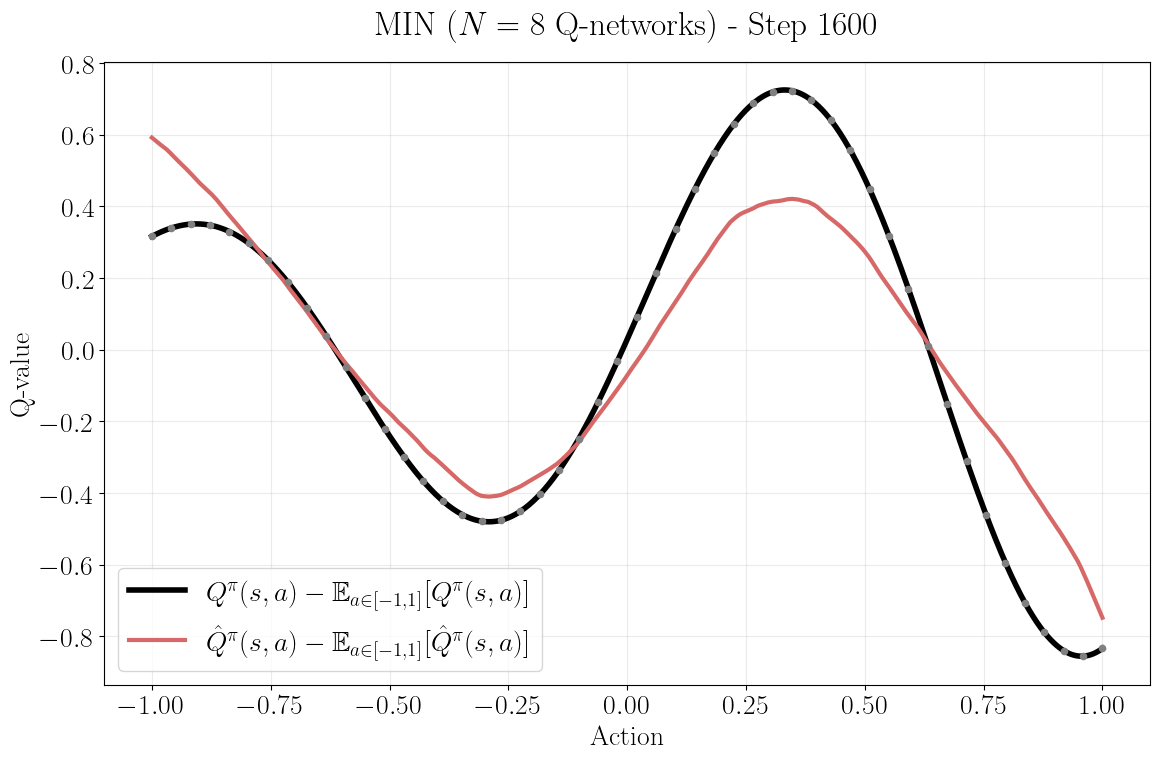 MIN (N = 8 Q-networks) - Step 1600
0.8
0.6
0.4
0.2
0.0
−0.2
−0.4
−0.6
−0.8
Q-value
Q^π(s, a) − 𝔼_{a∈[−1,1]}[Q^π(s, a)]
Q̂^π(s, a) − 𝔼_{a∈[−1,1]}[Q̂^π(s, a)]
−1.00 −0.75 −0.50 −0.25 0.00 0.25 0.50 0.75 1.00
Action